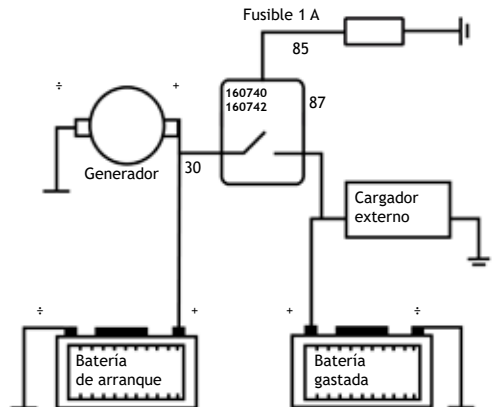 Fusible 1 A
85
÷
+
160740
160742
87
30
Generador
Cargador
externo
÷
+
+
÷
Batería
de arranque
Batería
gastada